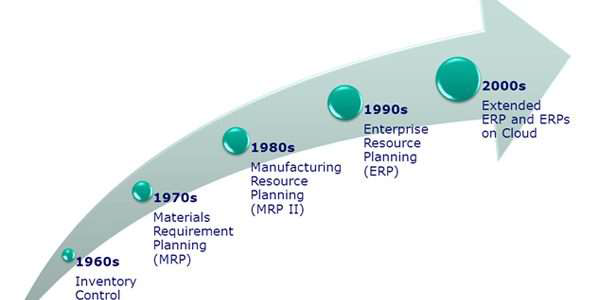 1960s
Inventory
Control
1970s
Materials
Requirement
Planning
(MRP)
1980s
Manufacturing
Resource
Planning
(MRP II)
1990s
Enterprise
Resource
Planning
(ERP)
2000s
Extended
ERP and ERPs
on Cloud